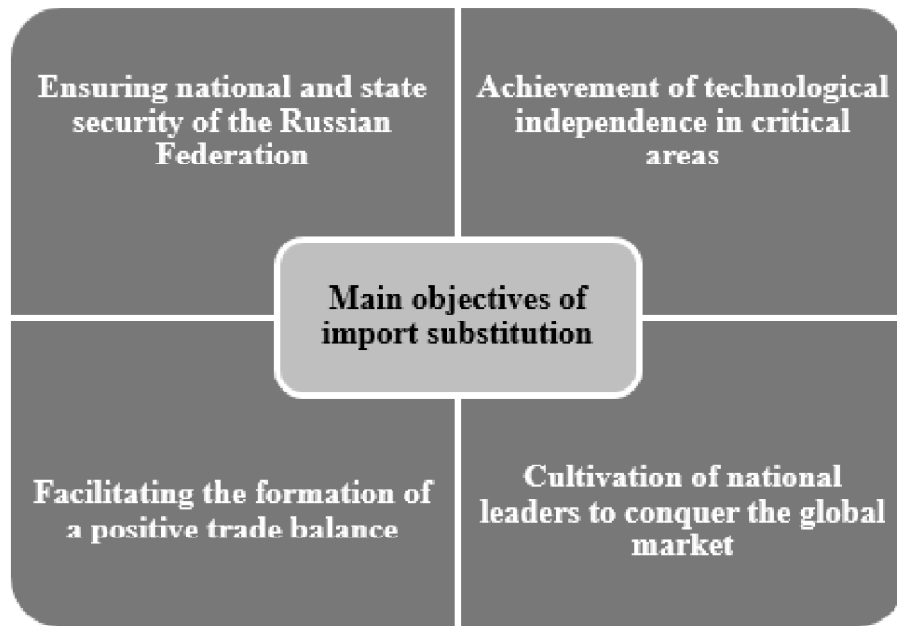 Ensuring national and state
security of the Russian
Federation
Achievement of technological
independence in critical
areas
Main objectives of
import substitution
Facilitating the formation of
a positive trade balance
Cultivation of national
leaders to conquer the global
market